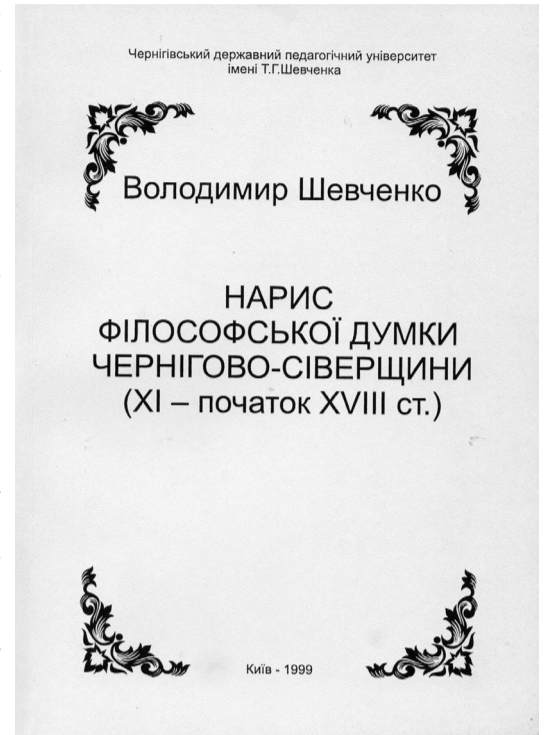 Чернігівський державний педагогічний університет
імені Т.Г.Шевченка
Володимир Шевченко
НАРИС
ФІЛОСОФСЬКОЇ ДУМКИ
ЧЕРНІГОВО-СІВЕРЩИНИ
(XI – початок XVIII ст.)
Київ - 1999